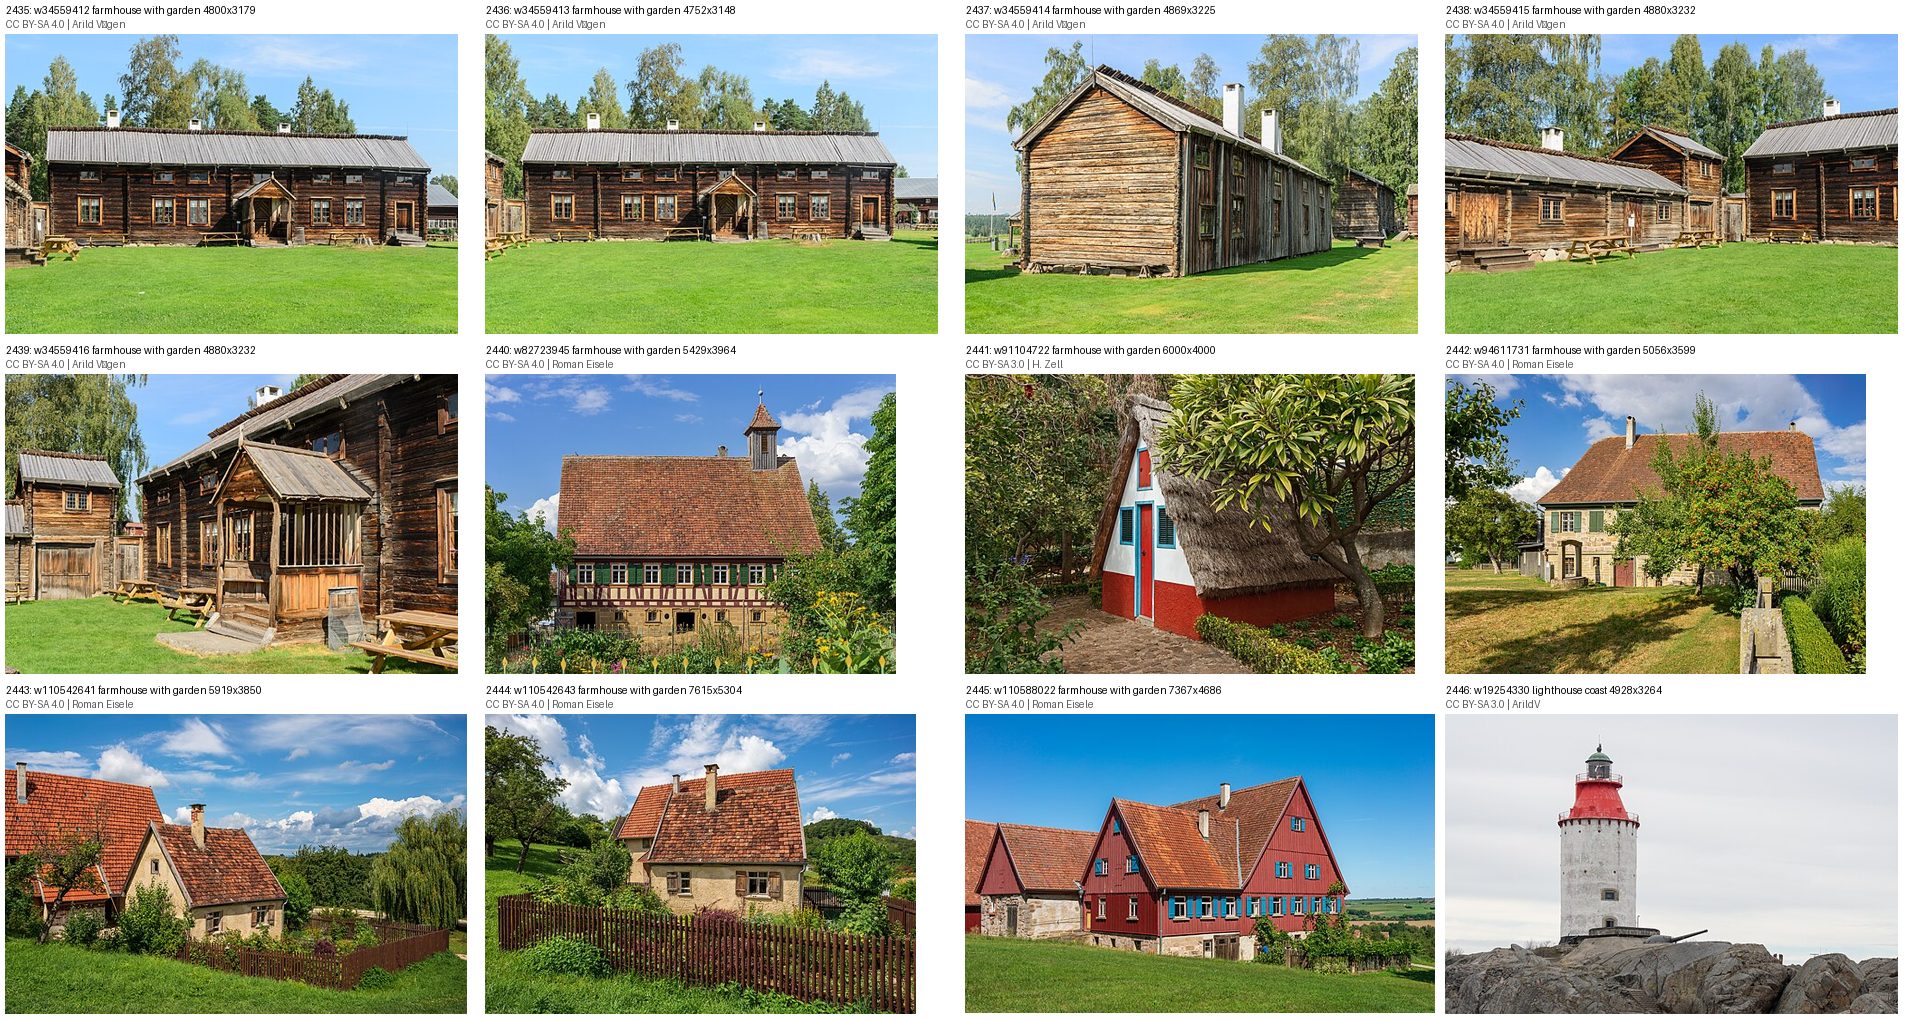 2435: w34559412 farmhouse with garden 4800x3179
CC BY-SA 4.0 | Arild V▯gen
2436: w34559413 farmhouse with garden 4752x3148
CC BY-SA 4.0 | Arild V▯gen
2437: w34559414 farmhouse with garden 4869x3225
CC BY-SA 4.0 | Arild V▯gen
2438: w34559415 farmhouse with garden 4880x3232
CC BY-SA 4.0 | Arild V▯gen
2439: w34559416 farmhouse with garden 4880x3232
CC BY-SA 4.0 | Arild V▯gen
2440: w82723945 farmhouse with garden 5429x3964
CC BY-SA 4.0 | Roman Eisele
2441: w91104722 farmhouse with garden 6000x4000
CC BY-SA 3.0 | H. Zell
2442: w94611731 farmhouse with garden 5056x3599
CC BY-SA 4.0 | Roman Eisele
2443: w110542641 farmhouse with garden 5919x3850
CC BY-SA 4.0 | Roman Eisele
2444: w110542643 farmhouse with garden 7615x5304
CC BY-SA 4.0 | Roman Eisele
2445: w110588022 farmhouse with garden 7367x4686
CC BY-SA 4.0 | Roman Eisele
2446: w19254330 lighthouse coast 4928x3264
CC BY-SA 3.0 | ArildV